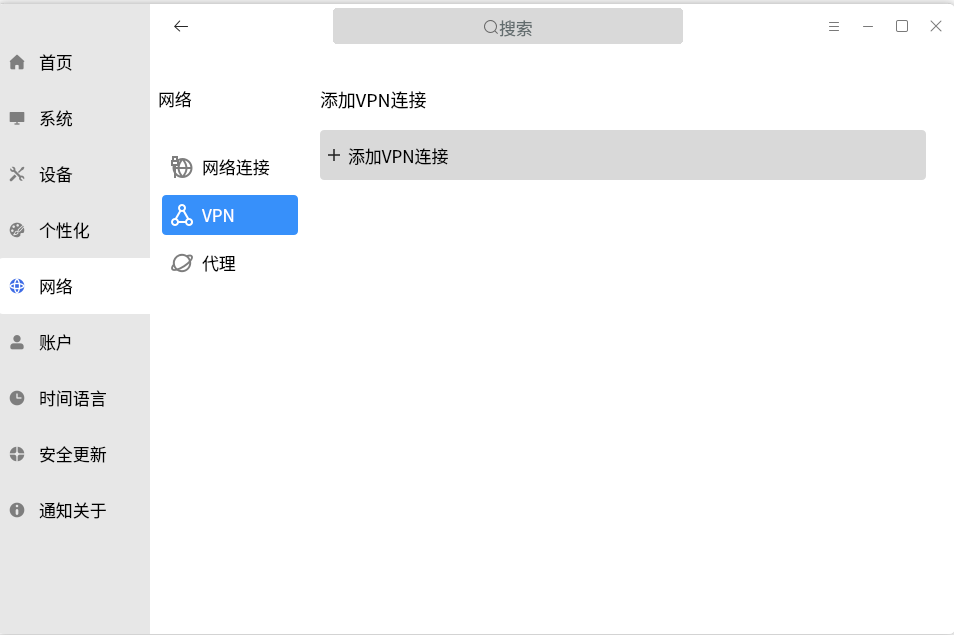 搜索
首页
系统
设备
个性化
网络
账户
时间语言
安全更新
通知关于
网络
网络连接
VPN
代理
添加VPN连接
+ 添加VPN连接